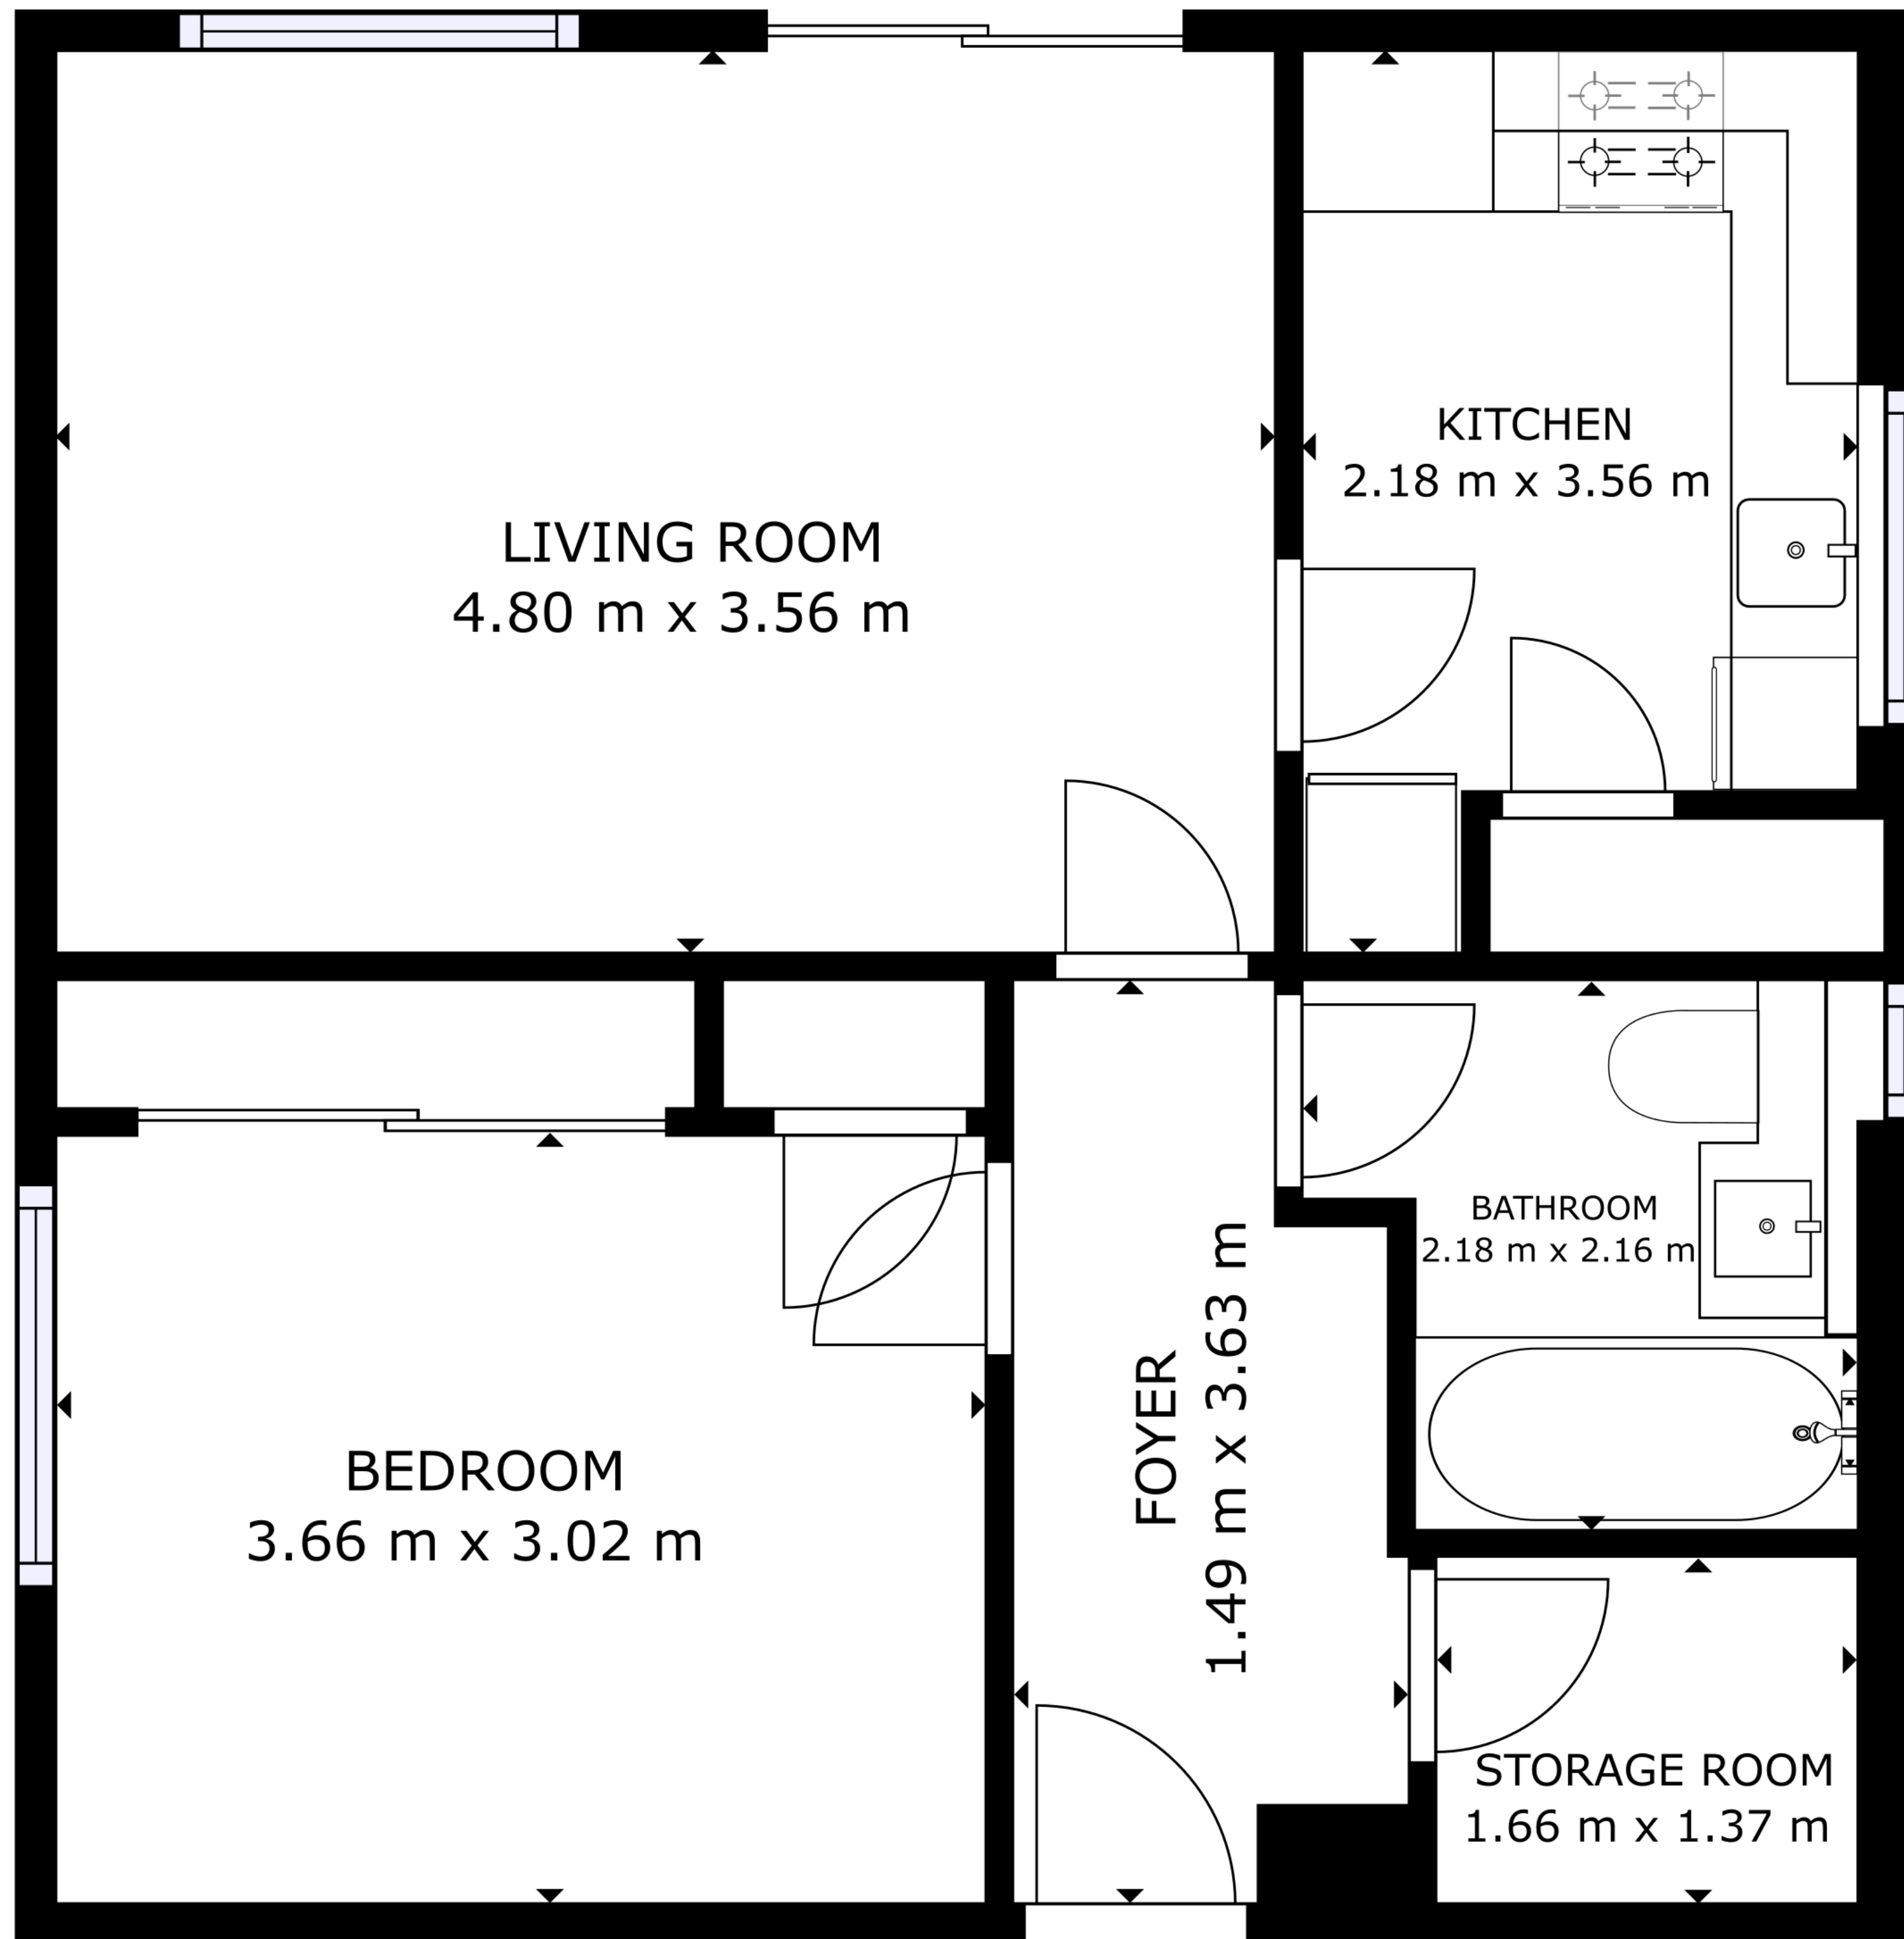 KITCHEN
2.18 m x 3.56 m
LIVING ROOM
4.80 m x 3.56 m
BATHROOM
2.18 m x 2.16 m
BEDROOM
3.66 m x 3.02 m
FOYER
1.49 m x 3.63 m
STORAGE ROOM
1.66 m x 1.37 m